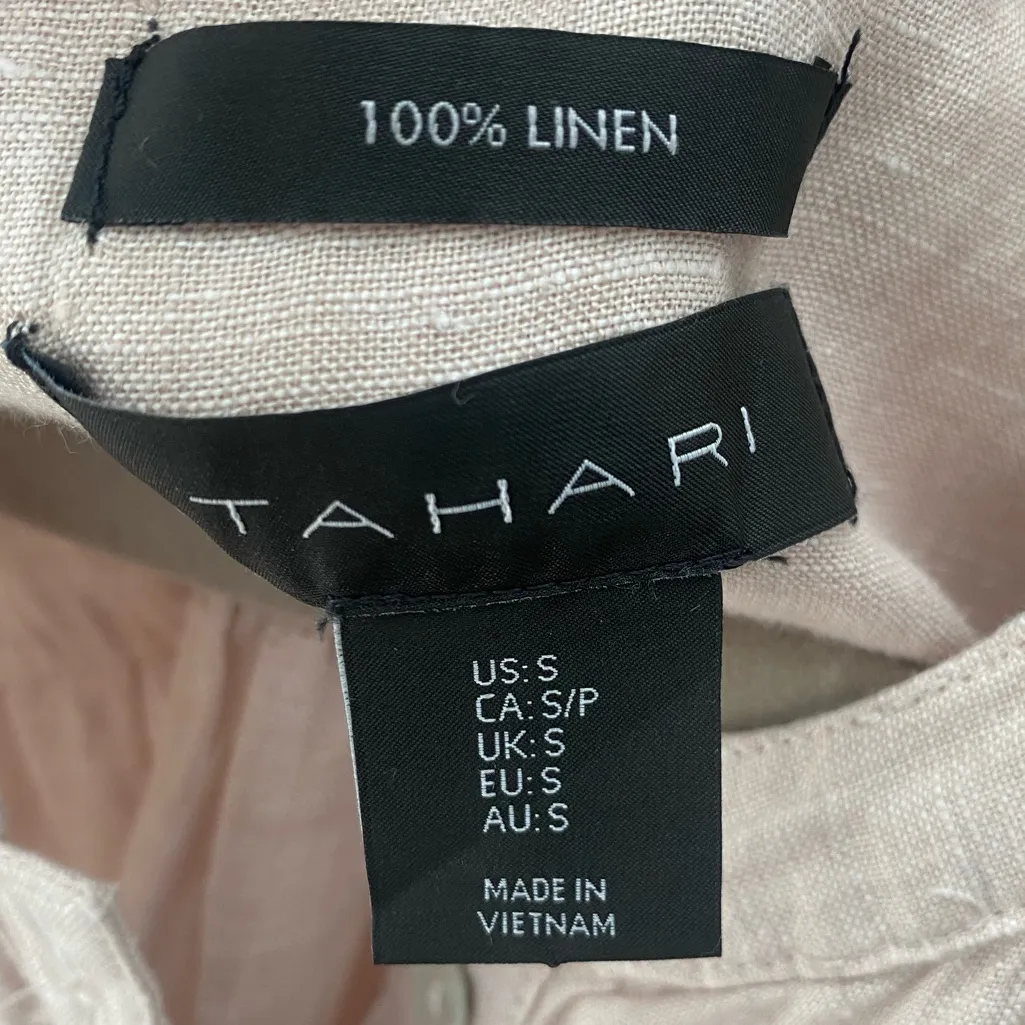 100% LINEN
TAHARI
US: S
CA: S/P
UK: S
EU: S
AU: S
MADE IN
VIETNAM